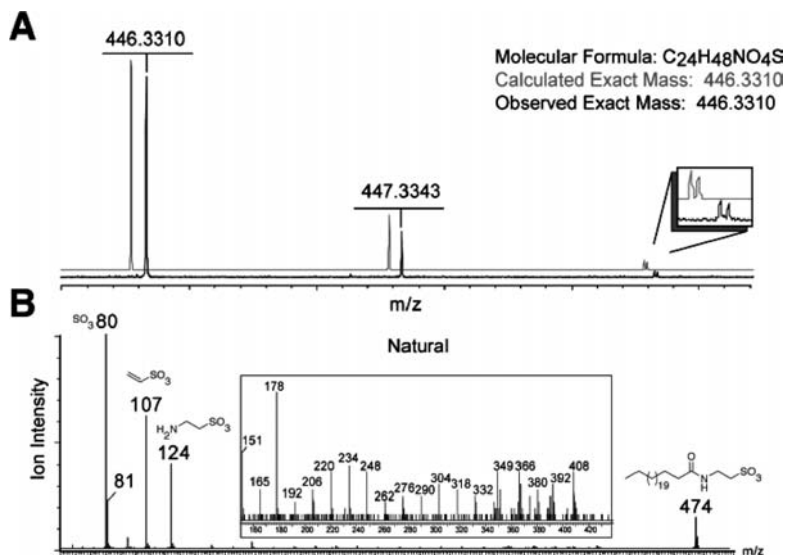 A
446.3310
Molecular Formula: C24H48NO4S
Calculated Exact Mass: 446.3310
Observed Exact Mass: 446.3310
447.3343
m/z
B
SO3 80
Natural
SO3
107
H2N
SO3
124
81
178
151
165
192
206
220
234
248
262
276
290
304
318
332
349
366
380
392
408
160 180 200 220 240 260 280 300 320 340 360 380 400 420
O
N
H
SO3
19
474
Ion Intensity
m/z